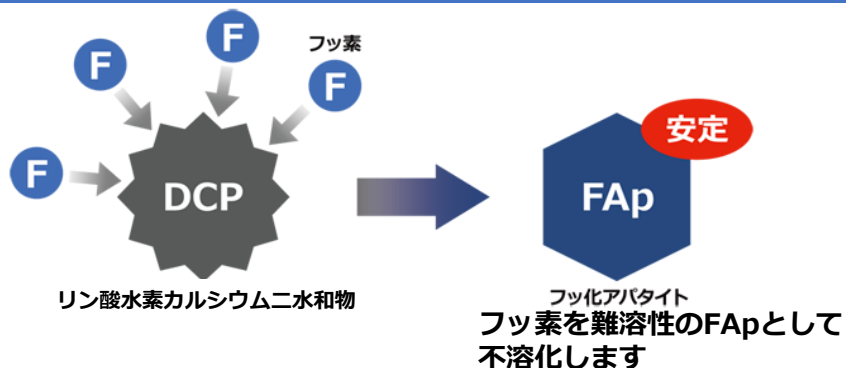 F
F
フッ素
F
F
安定
DCP
FAp
リン酸水素カルシウム二水和物
フッ化アパタイト
フッ素を難溶性のFApとして
不溶化します